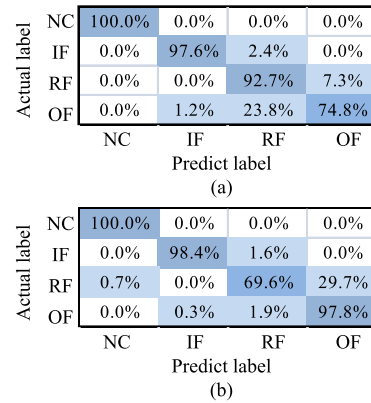 Actual label
NC 100.0% 0.0% 0.0% 0.0%
IF 0.0% 97.6% 2.4% 0.0%
RF 0.0% 0.0% 92.7% 7.3%
OF 0.0% 1.2% 23.8% 74.8%
NC IF RF OF
Predict label
(a)
Actual label
NC 100.0% 0.0% 0.0% 0.0%
IF 0.0% 98.4% 1.6% 0.0%
RF 0.7% 0.0% 69.6% 29.7%
OF 0.0% 0.3% 1.9% 97.8%
NC IF RF OF
Predict label
(b)